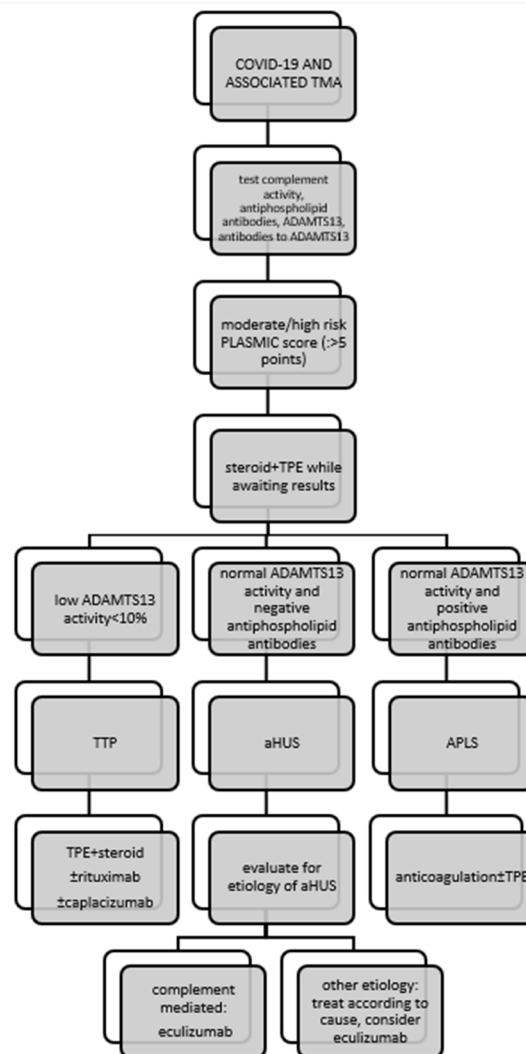 COVID-19 AND
ASSOCIATED TMA
test complement
activity,
antiphospholipid
antibodies, ADAMTS13,
antibodies to ADAMTS13
moderate/high risk
PLASMIC score (:>5
points)
steroid+TPE while
awaiting results
low ADAMTS13
activity<10%
normal ADAMTS13
activity and
negative
antiphospholipid
antibodies
normal ADAMTS13
activity and
positive
antiphospholipid
antibodies
TTP
aHUS
APLS
TPE+steroid
±rituximab
±caplacizumab
evaluate for
etiology of aHUS
anticoagulation±TPE
complement
mediated:
eculizumab
other etiology:
treat according to
cause, consider
eculizumab